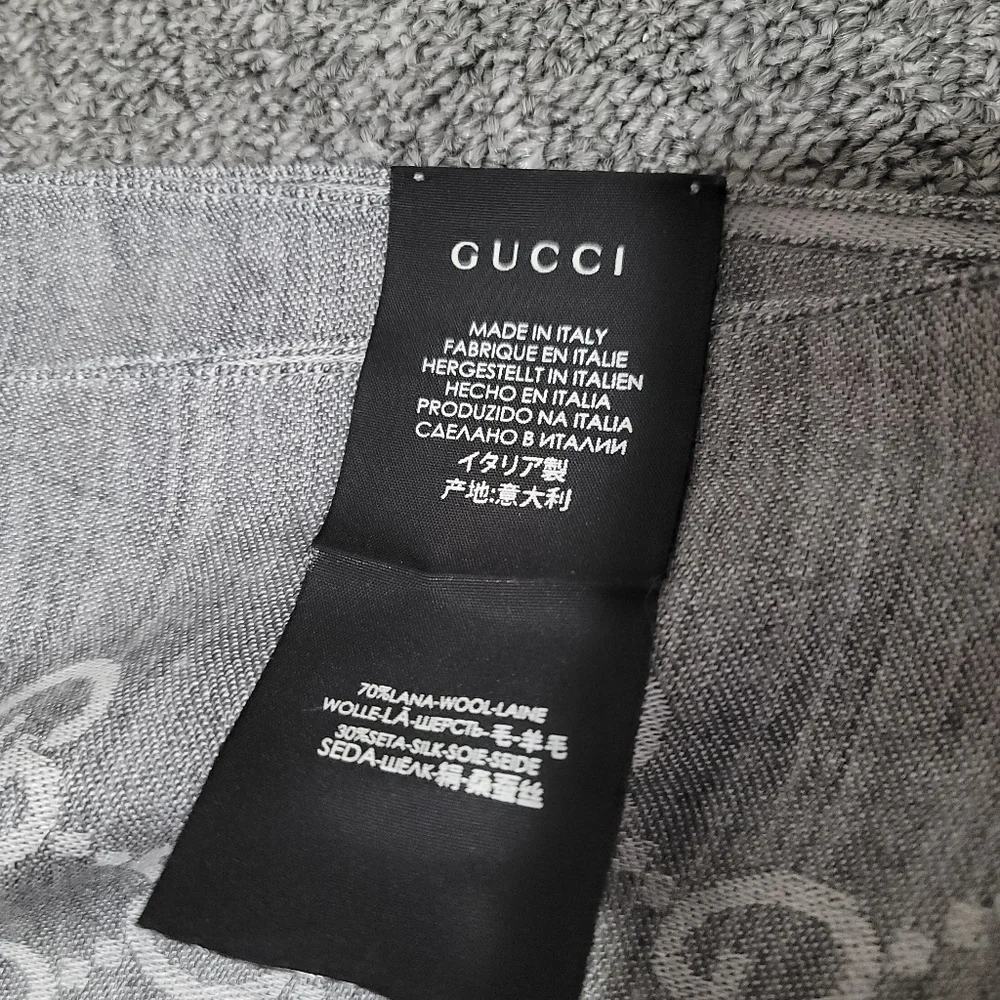 GUCCI
MADE IN ITALY
FABRIQUE EN ITALIE
HERGESTELLT IN ITALIEN
HECHO EN ITALIA
PRODUZIDO NA ITALIA
СДЕЛАНО В ИТАЛИИ
イタリア製
产地:意大利
70%LANA-WOOL-LAINE
WOLLE-LÃ-ШЕРСТЬ-毛-羊毛
30%SETA-SILK-SOIE-SEIDE
SEDA-ШЁЛК-絹-桑蚕丝